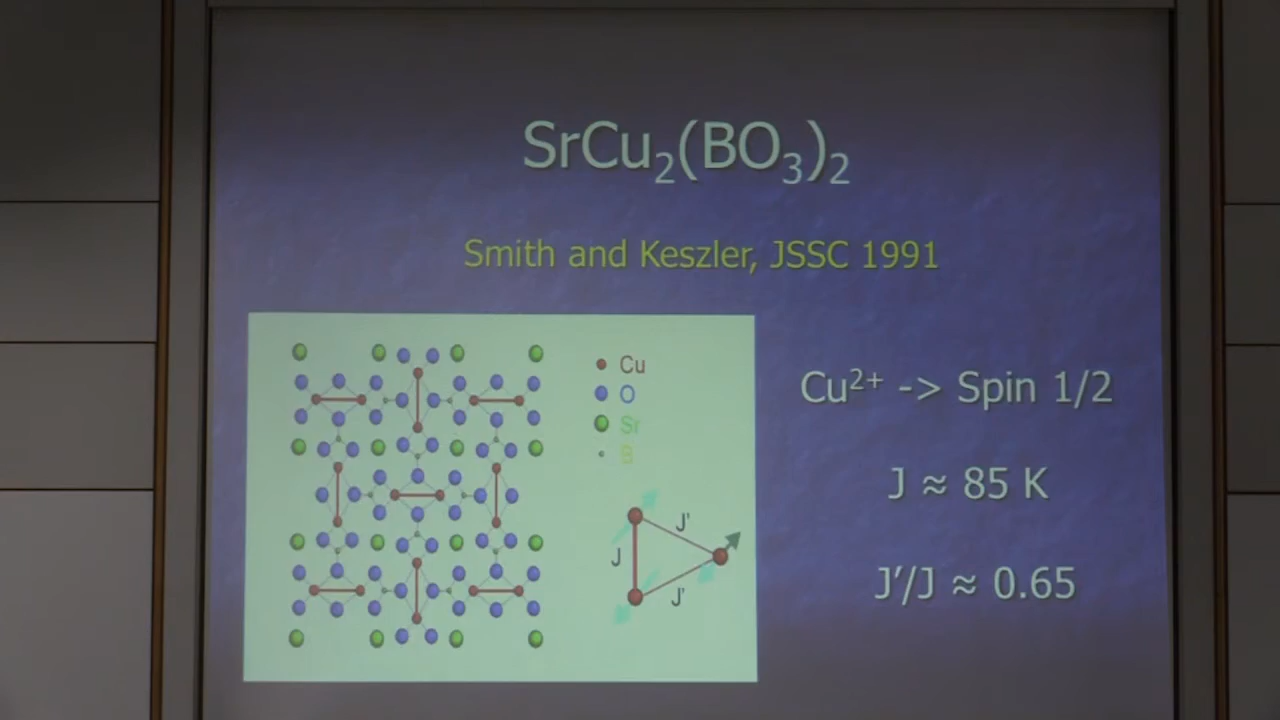 SrCu₂(BO₃)₂
Smith and Keszler, JSSC 1991
Cu
O
Sr
B
J'
J
J'
Cu²⁺ -> Spin 1/2
J ≈ 85 K
J'/J ≈ 0.65